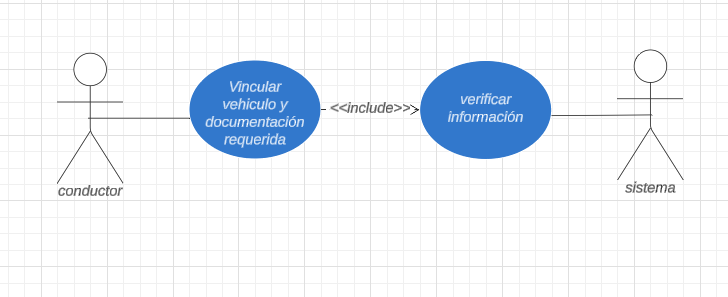 Vincular
vehiculo y
documentación
requerida
<<include>>
verificar
información
conductor
sistema